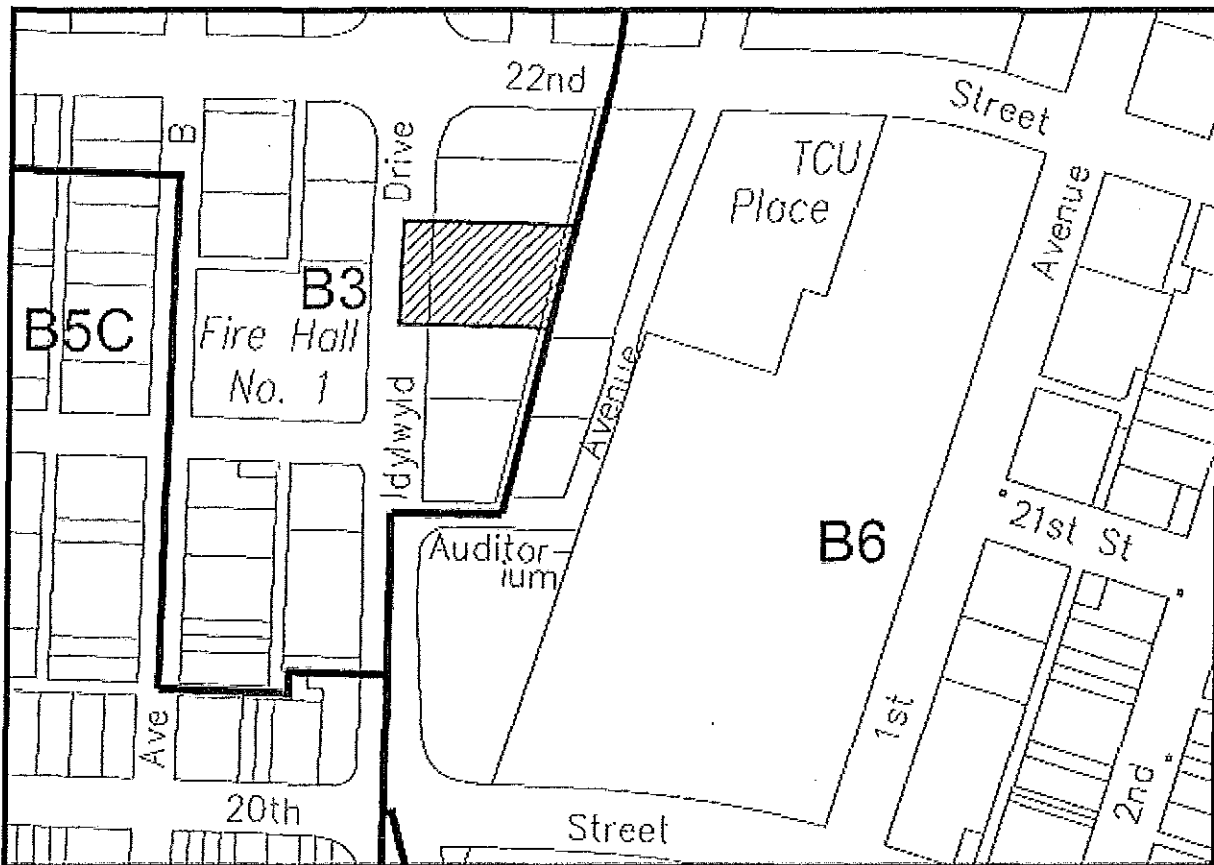 22nd
Street
B
Drive
TCU
Place
Avenue
B3
B5C
Fire Hall
No. 1
Avenue
Idylwyld
21st St
Auditor-
ium
B6
1st
Ave
2nd
20th
Street